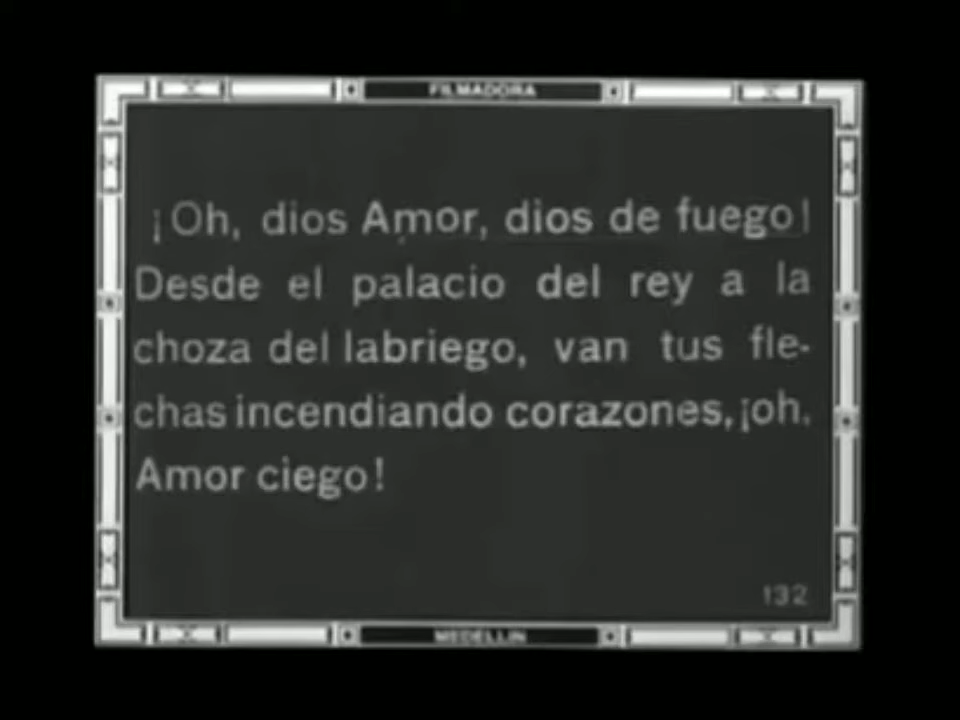 FILMADORA
¡Oh, dios Amor, dios de fuego!
Desde el palacio del rey a la
choza del labriego, van tus fle-
chas incendiando corazones, ¡oh,
Amor ciego!
132
MEDELLIN